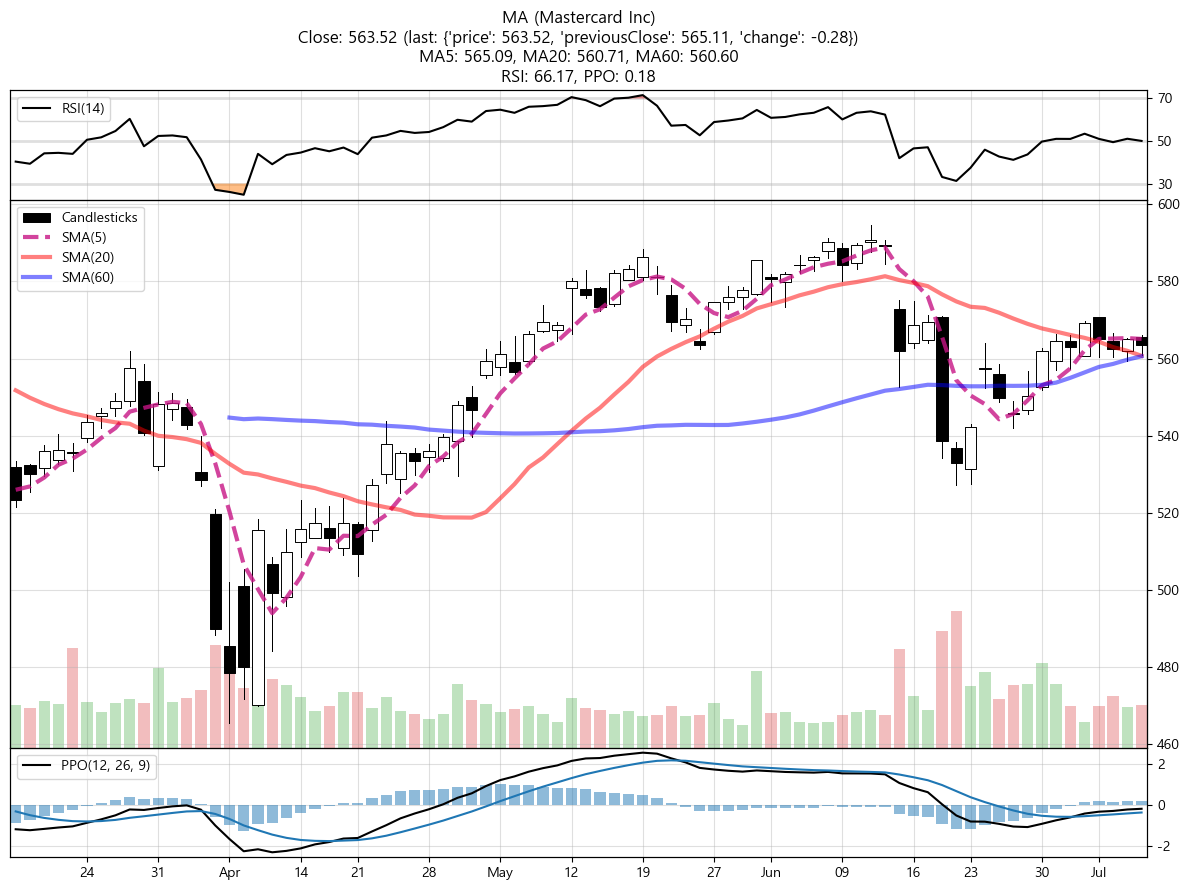 MA (Mastercard Inc)
Close: 563.52 (last: {'price': 563.52, 'previousClose': 565.11, 'change': -0.28})
MA5: 565.09, MA20: 560.71, MA60: 560.60
RSI: 66.17, PPO: 0.18
RSI(14)
70
50
30
Candlesticks
SMA(5)
SMA(20)
SMA(60)
600
580
560
540
520
500
480
460
PPO(12, 26, 9)
2
0
-2
24 31 Apr 14 21 28 May 12 19 27 Jun 09 16 23 30 Jul